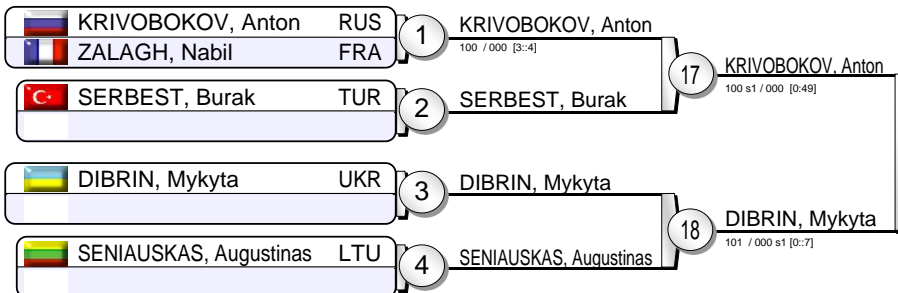 KRIVOBOKOV, Anton RUS
ZALAGH, Nabil FRA
1
KRIVOBOKOV, Anton
100 / 000 [3::4]
SERBEST, Burak TUR
2
SERBEST, Burak
17
KRIVOBOKOV, Anton
100 s1 / 000 [0:49]
DIBRIN, Mykyta UKR
3
DIBRIN, Mykyta
SENIAUSKAS, Augustinas LTU
4
SENIAUSKAS, Augustinas
18
DIBRIN, Mykyta
101 / 000 s1 [0::7]